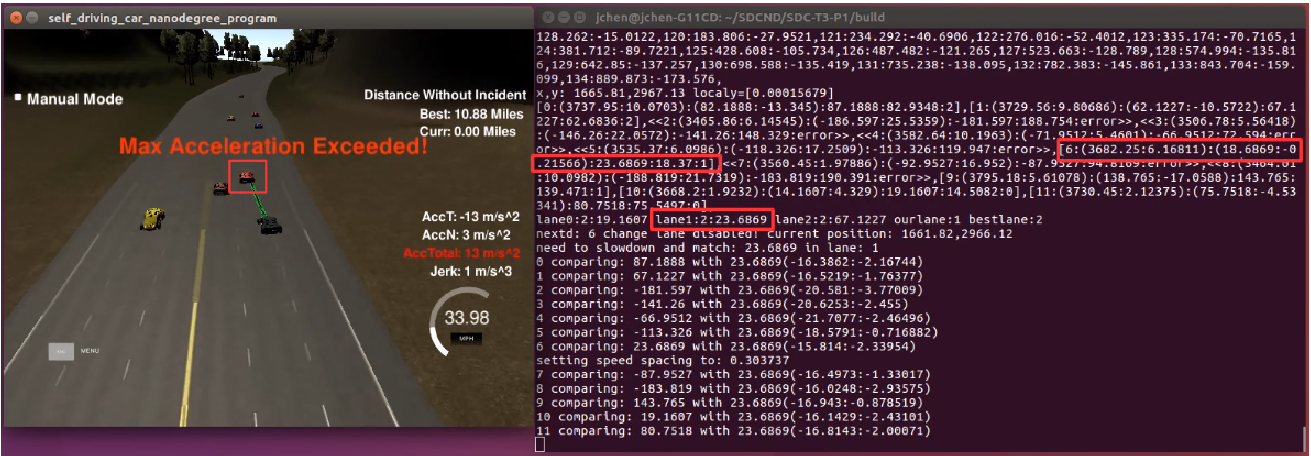 self_driving_car_nanodegree_program
Manual Mode
Distance Without Incident
Best: 10.88 Miles
Curr: 0.00 Miles
Max Acceleration Exceeded!
AccT: -13 m/s^2
AccN: 3 m/s^2
AccTotal: 13 m/s^2
Jerk: 1 m/s^3
33.98
MPH
MENU
jchen@jchen-G11CD: ~/SDCND/SDC-T3-P1/build
128.262:-15.0122,120:183.806:-27.9521,121:234.292:-40.6906,122:276.016:-52.4012,123:335.174:-70.7165,1
24:381.712:-89.7221,125:428.608:-105.734,126:487.482:-121.265,127:523.663:-128.789,128:574.994:-135.81
6,129:642.85:-137.257,130:698.588:-135.419,131:735.238:-138.095,132:782.383:-145.861,133:843.704:-159.
099,134:889.873:-173.576,
x,y: 1665.81,2967.13 localy=[0.00015679]
[0:(3737.95:10.0703):(82.1888:-13.345):87.1888:82.9348:2],[1:(3729.56:9.80686):(62.1227:-10.5722):67.1
227:62.6836:2],<<2:(3465.86:6.14545):(-186.597:25.5359):-181.597:188.754:error>>,<<3:(3506.78:5.56418)
:(-146.26:22.0572):-141.26:148.329:error>>,<<4:(3582.64:10.1963):(-71.9512:5.4601):-66.9512:72.594:err
or>>,<<5:(3535.37:6.0986):(-118.326:17.2509):-113.326:119.947:error>>,[6:(3682.25:6.16811):(18.6869:-0
.21566):23.6869:18.37:1],<<7:(3560.45:1.97886):(-92.9527:16.952):-87.9527:94.8109:error>>,<<8:(3464.01
:10.0982):(-188.819:21.7319):-183.819:190.391:error>>,[9:(3795.18:5.61078):(138.765:-17.0588):143.765:
139.471:1],[10:(3668.2:1.9232):(14.1607:4.329):19.1607:14.5082:0],[11:(3730.45:2.12375):(75.7518:-4.53
341):80.7518:75.5497:0]
lane0:2:19.1607 lane1:2:23.6869 lane2:2:67.1227 ourlane:1 bestlane:2
nextd: 6 change lane disabled! current position: 1661.82,2966.12
need to slowdown and match: 23.6869 in lane: 1
0 comparing: 87.1888 with 23.6869(-16.3862:-2.16744)
1 comparing: 67.1227 with 23.6869(-16.5219:-1.76377)
2 comparing: -181.597 with 23.6869(-20.581:-3.77009)
3 comparing: -141.26 with 23.6869(-20.6253:-2.455)
4 comparing: -66.9512 with 23.6869(-21.7077:-2.46496)
5 comparing: -113.326 with 23.6869(-18.5791:-0.716882)
6 comparing: 23.6869 with 23.6869(-15.814:-2.33954)
setting speed spacing to: 0.303737
7 comparing: -87.9527 with 23.6869(-16.4973:-1.33017)
8 comparing: -183.819 with 23.6869(-16.0248:-2.93575)
9 comparing: 143.765 with 23.6869(-16.943:-0.878519)
10 comparing: 19.1607 with 23.6869(-16.1429:-2.43101)
11 comparing: 80.7518 with 23.6869(-16.8143:-2.00071)